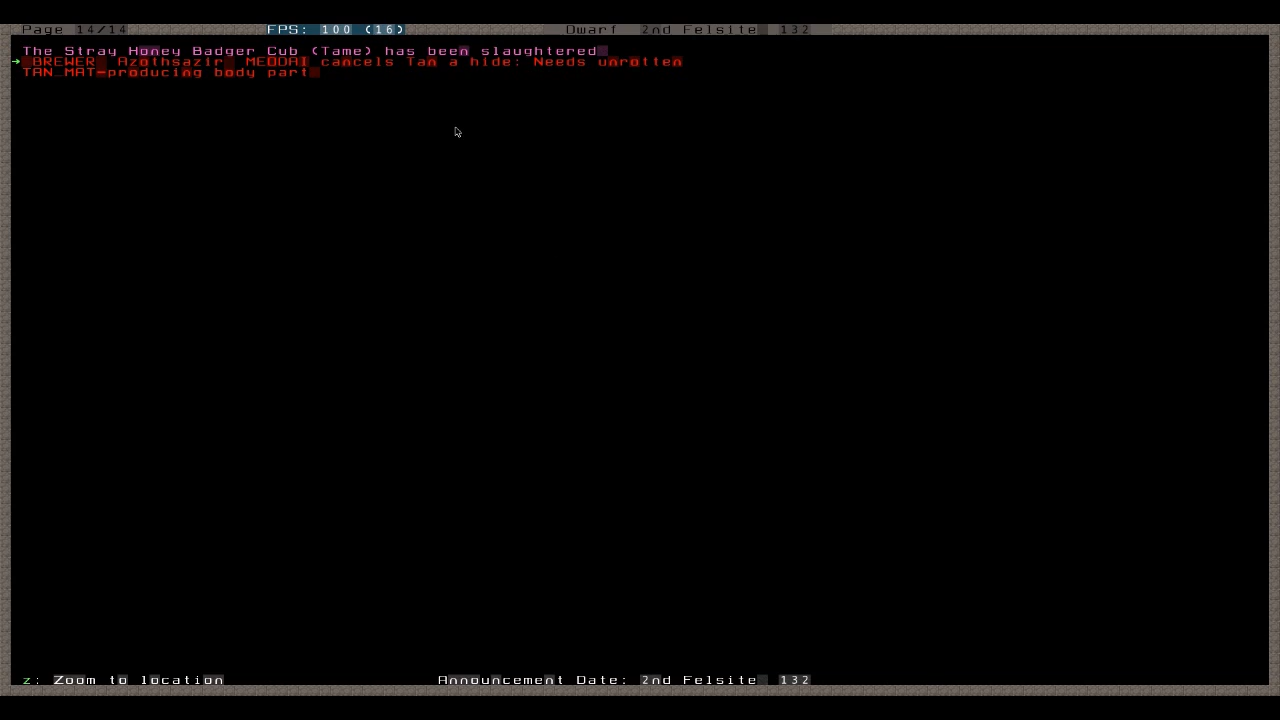 Page 14/14 FPS: 100 (16) Dwarf 2nd Felsite 132
The Stray Honey Badger Cub (Tame) has been slaughtered
BREWER Azothsazir MEODAI cancels Tan a hide: Needs unrotten
TAN_MAT-producing body part
z: Zoom to location Announcement Date: 2nd Felsite 132